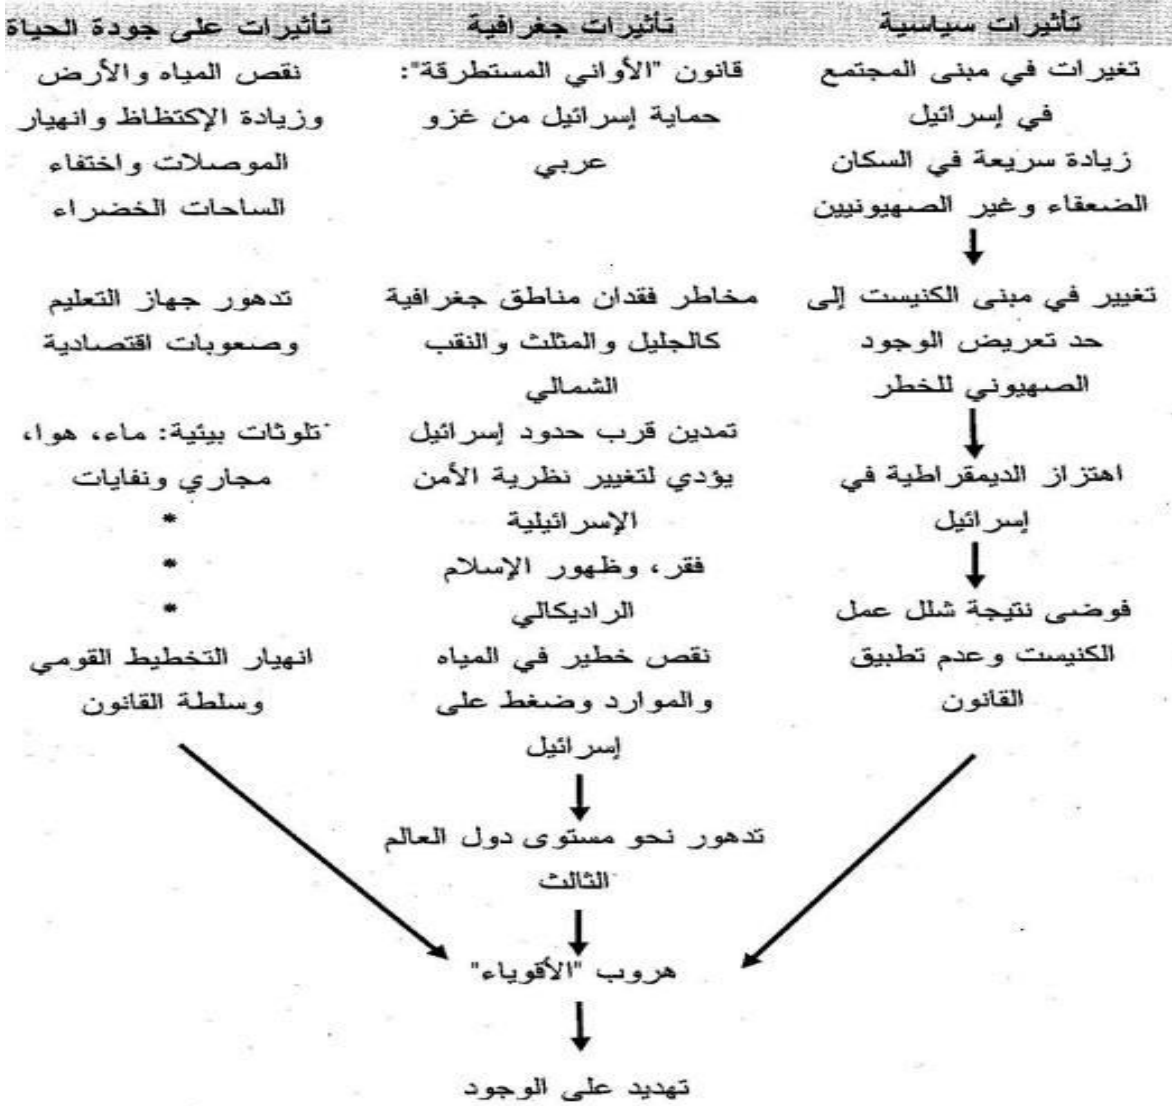 تأثيرات سياسية
تغيرات في مبنى المجتمع
في إسرائيل
زيادة سريعة في السكان
الضعفاء وغير الصهيونيين
تغيير في مبنى الكنيست إلى
حد تعريض الوجود
الصهيوني للخطر
اهتزاز الديمقراطية في
إسرائيل
فوضى نتيجة شلل عمل
الكنيست وعدم تطبيق
القانون
تأثيرات جغرافية
قانون "الأواني المستطرقة":
حماية إسرائيل من غزو
عربي
مخاطر فقدان مناطق جغرافية
كالجليل والمثلث والنقب
الشمالي
تمدين قرب حدود إسرائيل
يؤدي لتغيير نظرية الأمن
الإسرائيلية
فقر، وظهور الإسلام
الراديكالي
نقص خطير في المياه
والموارد وضغط على
إسرائيل
تدهور نحو مستوى دول العالم
الثالث
تأثيرات على جودة الحياة
نقص المياه والأرض
وزيادة الإكتظاظ وانهيار
الموصلات واختفاء
الساحات الخضراء
تدهور جهاز التعليم
وصعوبات اقتصادية
تلوثات بيئية: ماء، هواء،
مجاري ونفايات
*
*
*
انهيار التخطيط القومي
وسلطة القانون
هروب "الأقوياء"
تهديد على الوجود